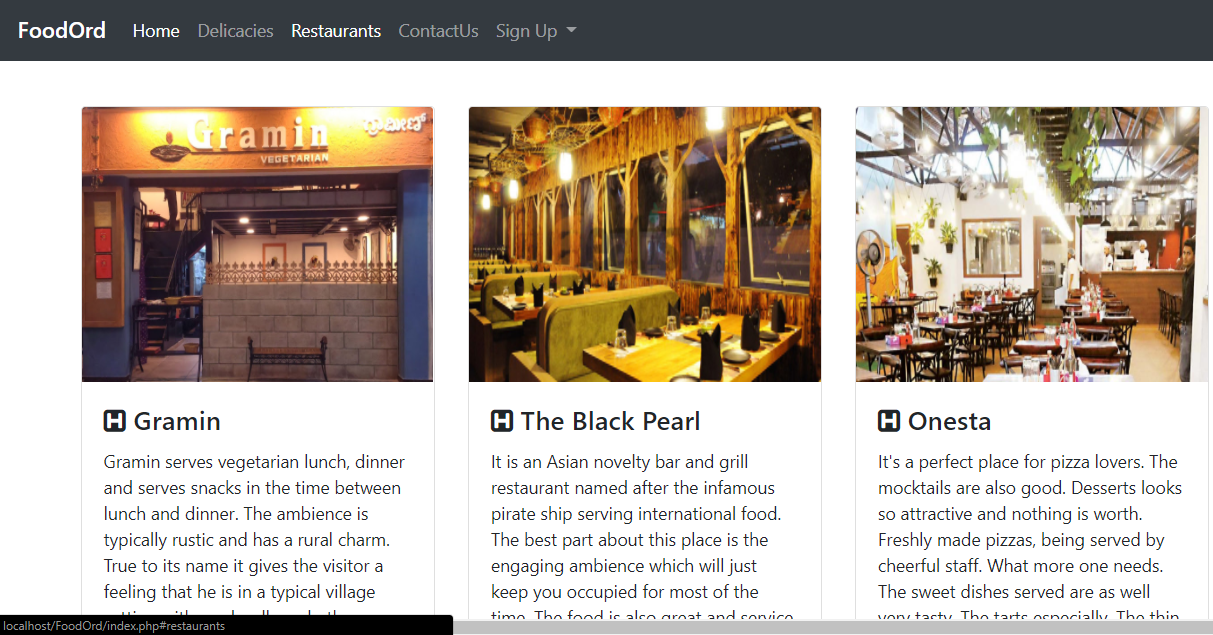 FoodOrd Home Delicacies Restaurants ContactUs Sign Up
Gramin
ಗ್ರಾಮೀಣ್
VEGETARIAN
Gramin
Gramin serves vegetarian lunch, dinner
and serves snacks in the time between
lunch and dinner. The ambience is
typically rustic and has a rural charm.
True to its name it gives the visitor a
feeling that he is in a typical village
The Black Pearl
It is an Asian novelty bar and grill
restaurant named after the infamous
pirate ship serving international food.
The best part about this place is the
engaging ambience which will just
keep you occupied for most of the
time. The food is also great and service
Onesta
It's a perfect place for pizza lovers. The
mocktails are also good. Desserts looks
so attractive and nothing is worth.
Freshly made pizzas, being served by
cheerful staff. What more one needs.
The sweet dishes served are as well
very tasty. The tarts especially. The thin
localhost/FoodOrd/index.php#restaurants